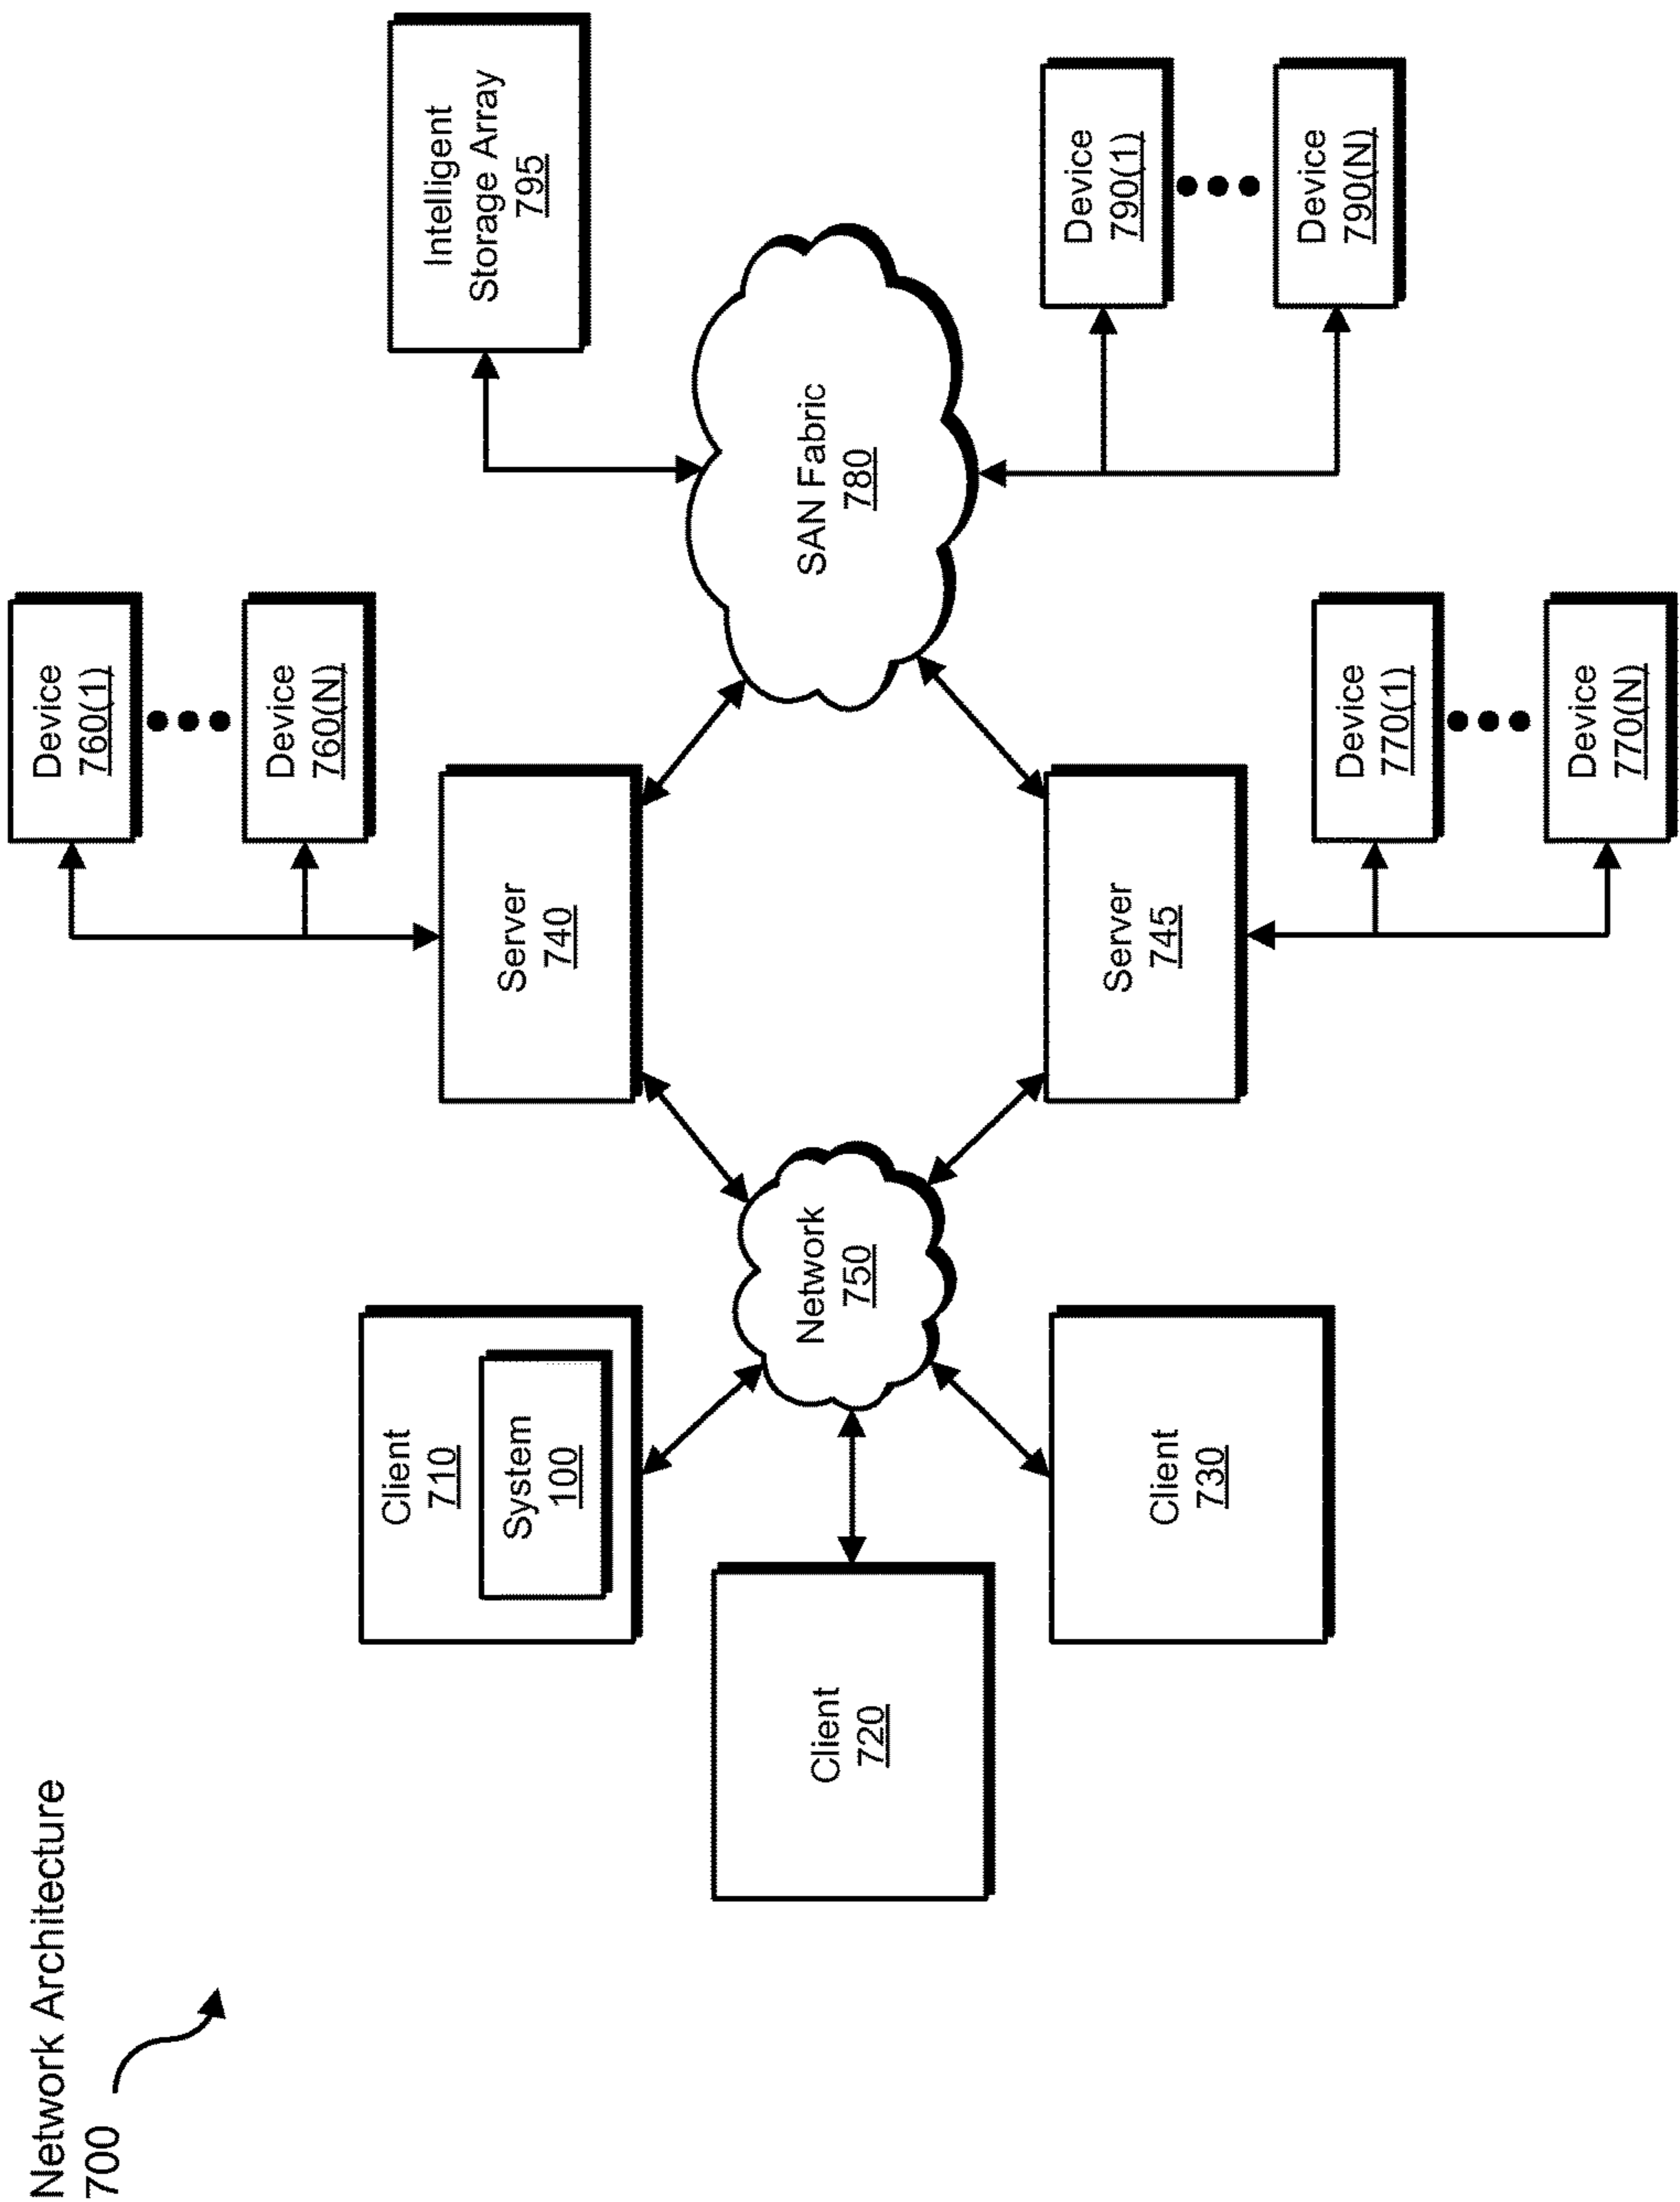 Network Architecture
700
Client
710
System
100
Client
720
Client
730
Network
750
Device
760(1)
Device
760(N)
Server
740
Server
745
Device
770(1)
Device
770(N)
SAN Fabric
780
Intelligent
Storage Array
795
Device
790(1)
Device
790(N)